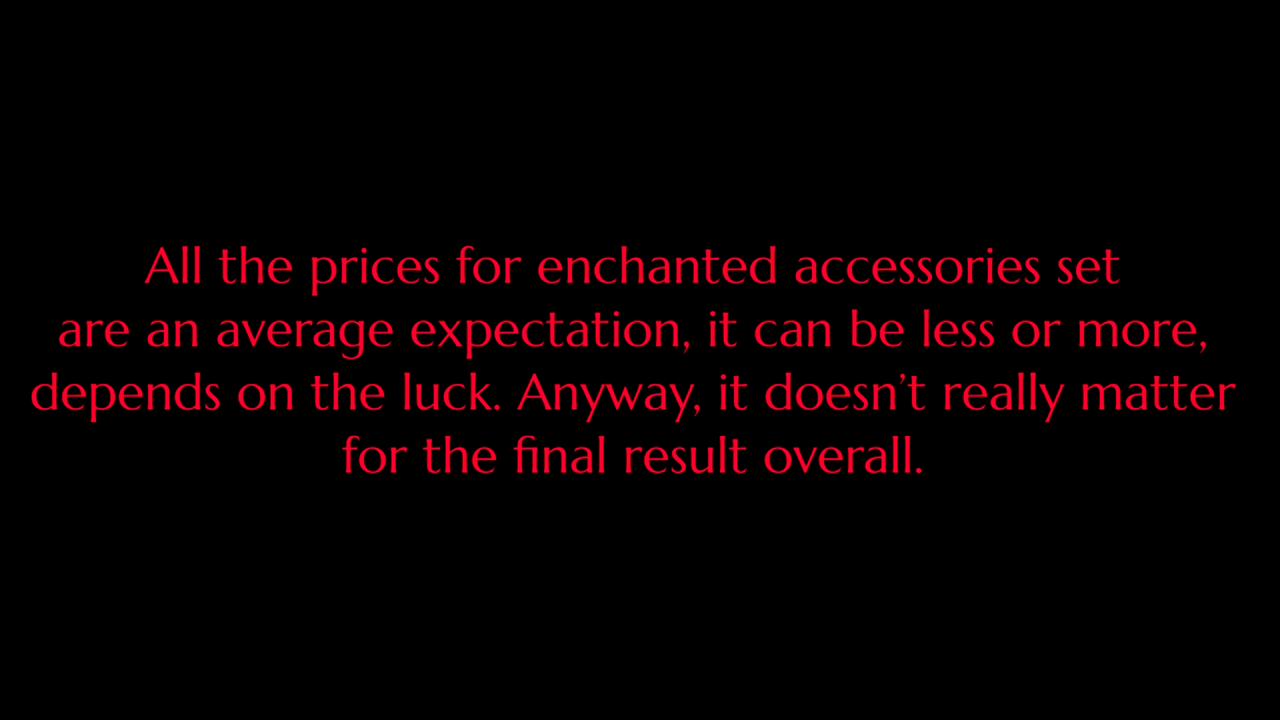 All the prices for enchanted accessories set
are an average expectation, it can be less or more,
depends on the luck. Anyway, it doesn’t really matter
for the final result overall.